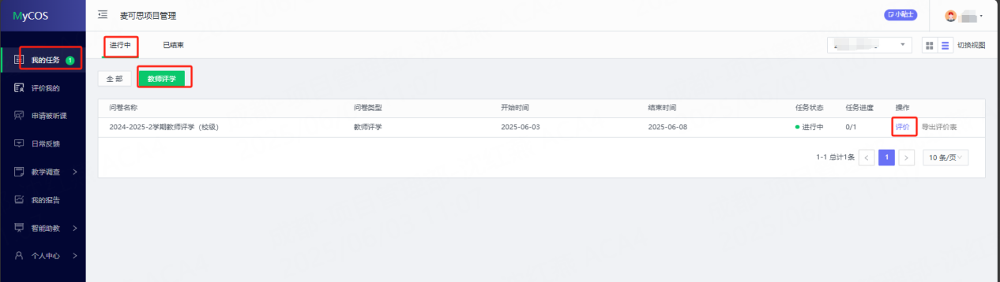 MyCOS
麦可思项目管理
小贴士
进行中 已结束
切换视图
我的任务 1
评价我的
申请被听课
日常反馈
教学调查
我的报告
智能助教
个人中心
全部 教师评学
问卷名称 问卷类型 开始时间 结束时间 任务状态 任务进度 操作
2024-2025-2学期教师评学（校级） 教师评学 2025-06-03 2025-06-08 进行中 0/1 评价 导出评价表
1-1 总计1条 < 1 > 10 条/页